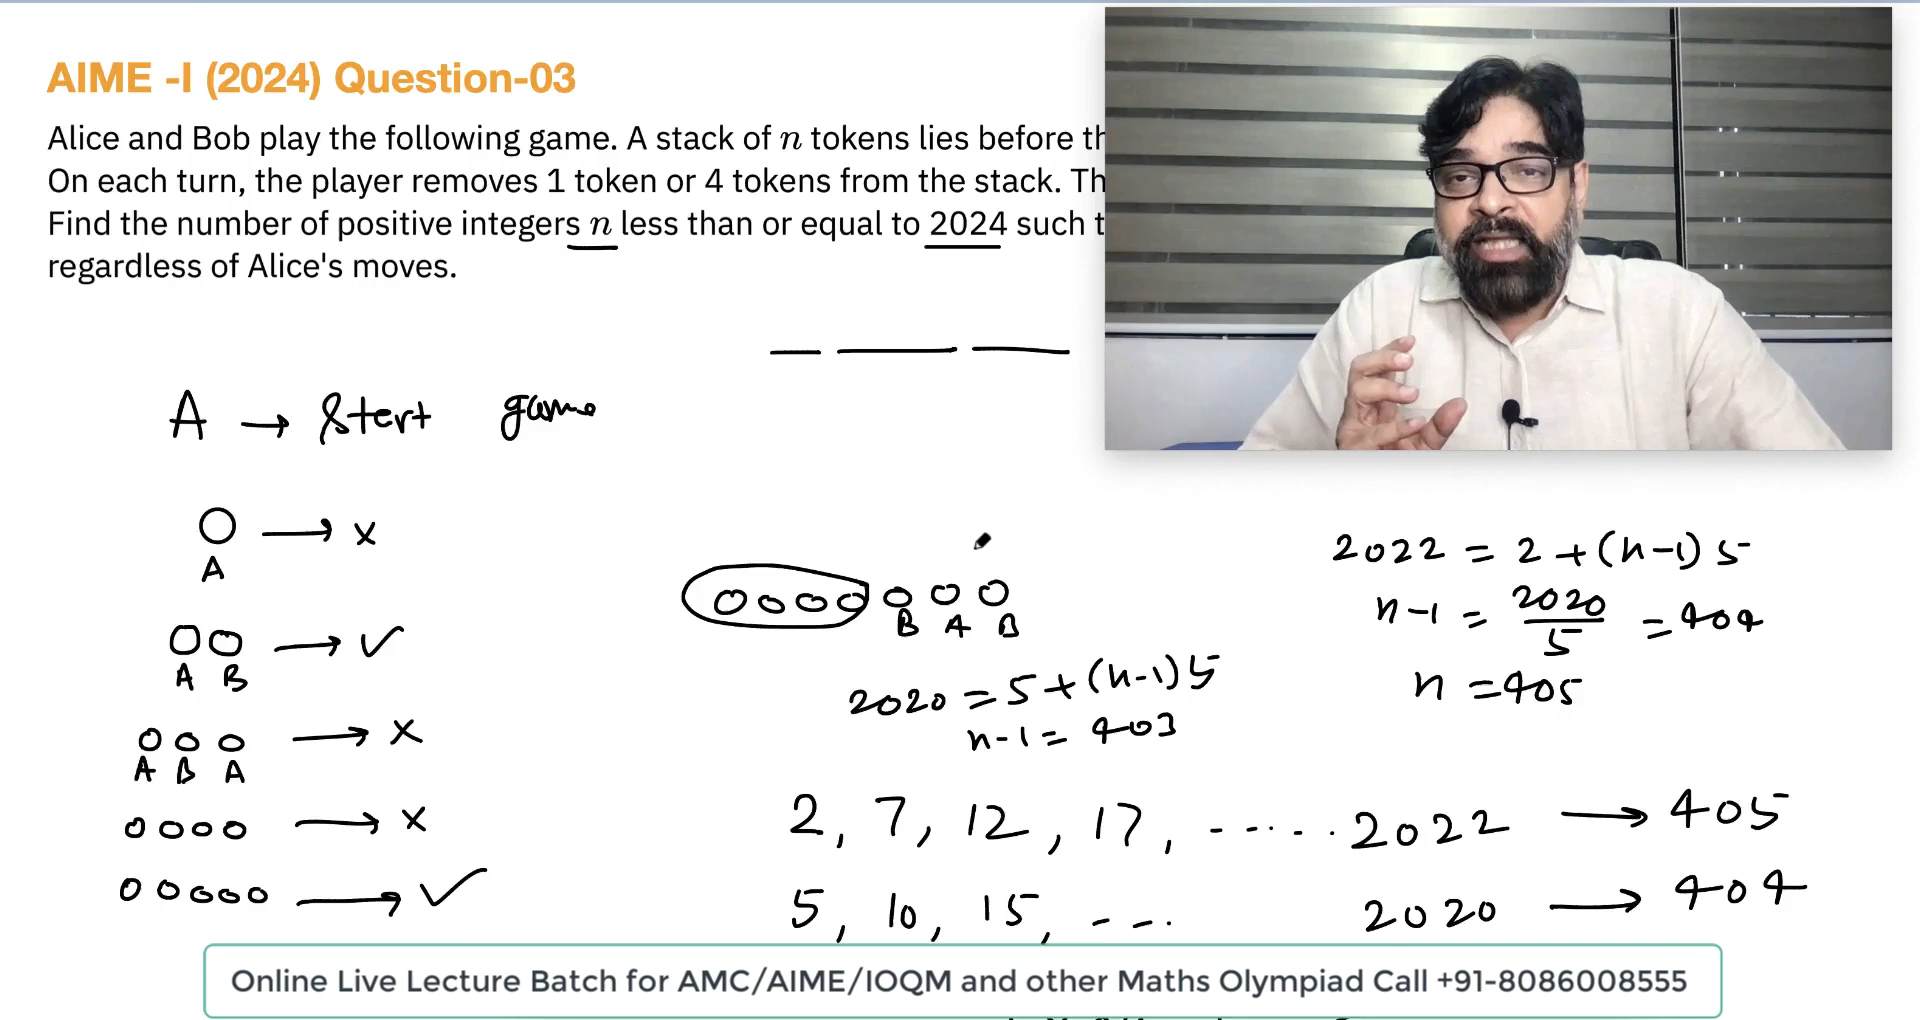 AIME -I (2024) Question-03
Alice and Bob play the following game. A stack of n tokens lies before th
On each turn, the player removes 1 token or 4 tokens from the stack. Th
Find the number of positive integers n less than or equal to 2024 such t
regardless of Alice's moves.
A → Stert game
→ x
A
→ ✓
A B
→ x
A B A
→ x
→ ✓
B A B
2020 = 5 + (n-1) 5
n-1 = 403
2022 = 2 + (n-1) 5
n-1 = 2020/5 = 404
n = 405
2, 7, 12, 17, ...... 2022 → 405
5, 10, 15, --- 2020 → 404
Online Live Lecture Batch for AMC/AIME/IOQM and other Maths Olympiad Call +91-8086008555